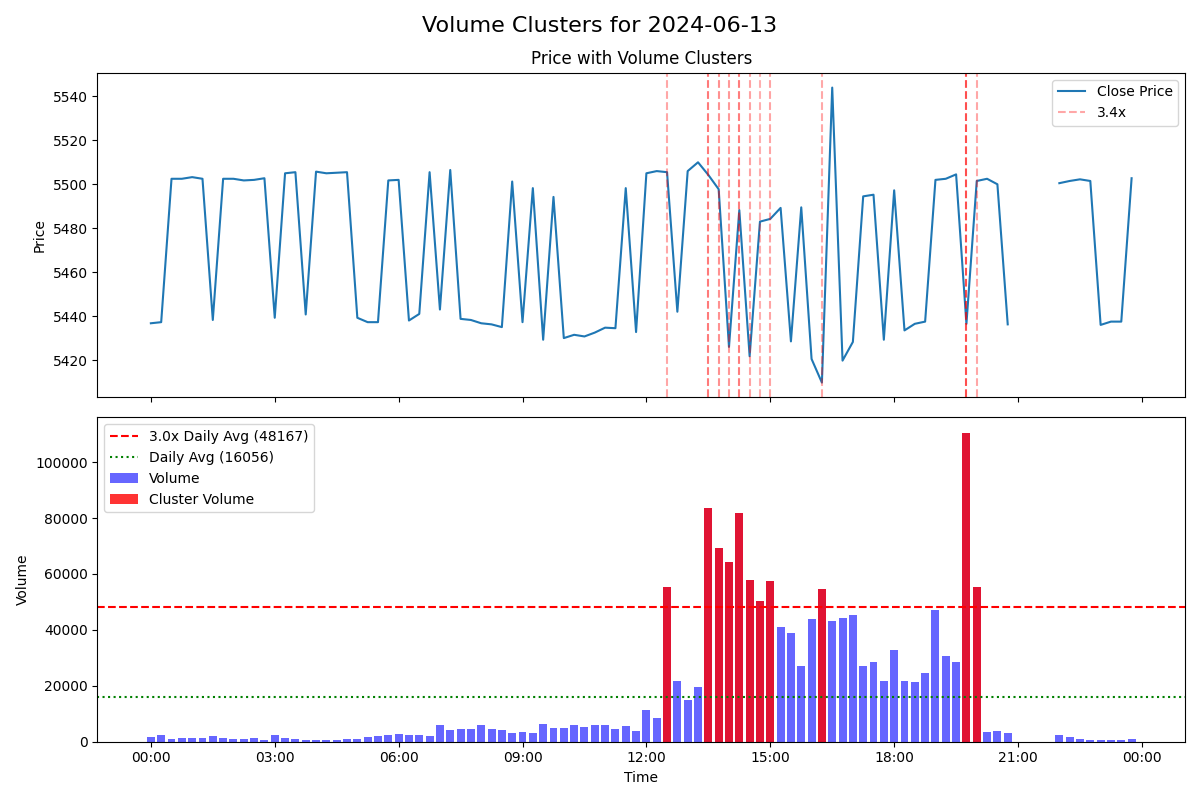 Volume Clusters for 2024-06-13
Price with Volume Clusters
Close Price
3.4x
5540
5520
5500
5480
5460
5440
5420
Price
3.0x Daily Avg (48167)
Daily Avg (16056)
Volume
Cluster Volume
100000
80000
60000
40000
20000
0
Volume
00:00 03:00 06:00 09:00 12:00 15:00 18:00 21:00 00:00
Time